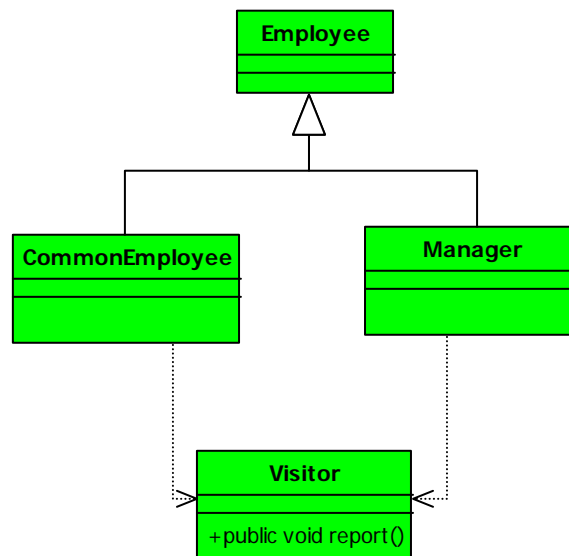 Employee
CommonEmployee
Manager
Visitor
+public void report()